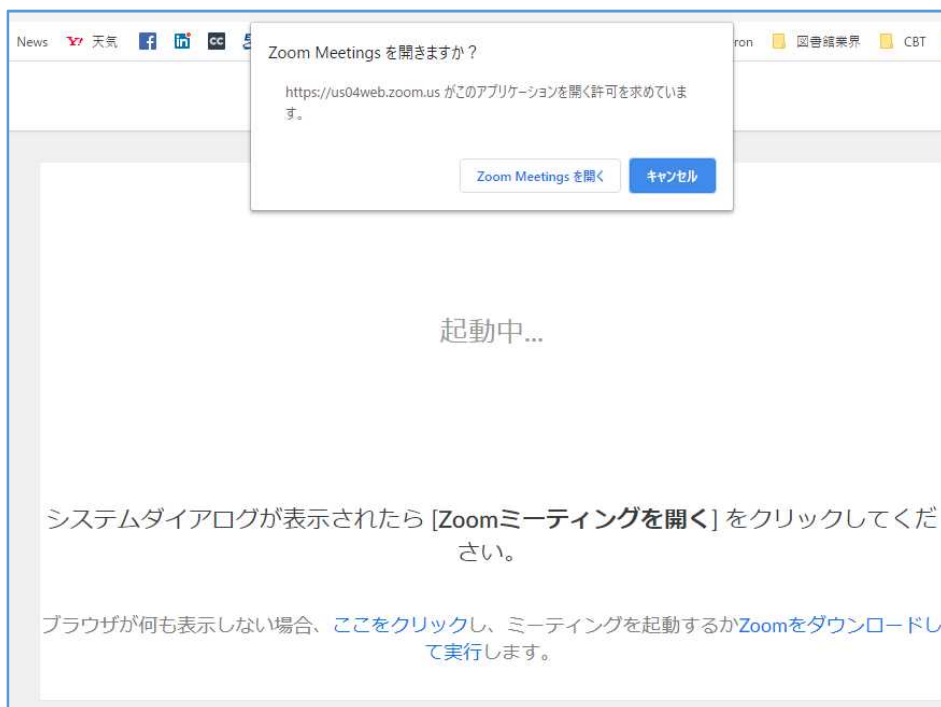 News Y! 天気 in cc ron 図書館業界 CBT
Zoom Meetings を開きますか？
https://us04web.zoom.us がこのアプリケーションを開く許可を求めていま
す。
Zoom Meetings を開く キャンセル
起動中...
システムダイアログが表示されたら [Zoomミーティングを開く] をクリックしてくだ
さい。
ブラウザが何も表示しない場合、ここをクリックし、ミーティングを起動するかZoomをダウンロードし
て実行します。